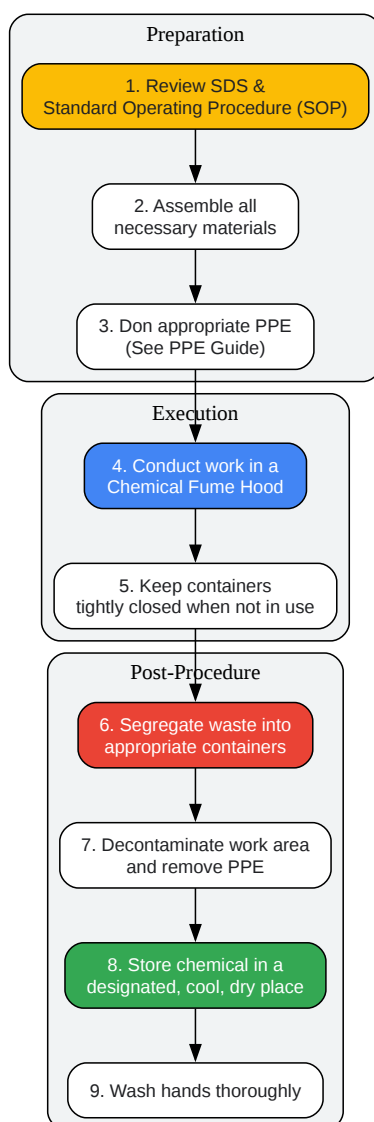 Preparation
1. Review SDS &
Standard Operating Procedure (SOP)
2. Assemble all
necessary materials
3. Don appropriate PPE
(See PPE Guide)
Execution
4. Conduct work in a
Chemical Fume Hood
5. Keep containers
tightly closed when not in use
Post-Procedure
6. Segregate waste into
appropriate containers
7. Decontaminate work area
and remove PPE
8. Store chemical in a
designated, cool, dry place
9. Wash hands thoroughly